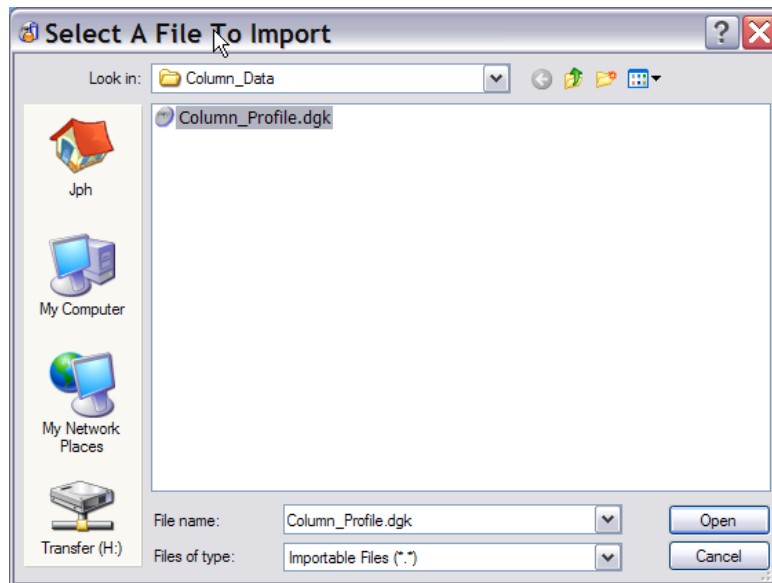 Select A File To Import
Look in: Column_Data
Column_Profile.dgk
Jph
My Computer
My Network
Places
Transfer (H:)
File name: Column_Profile.dgk Open
Files of type: Importable Files (*.*) Cancel